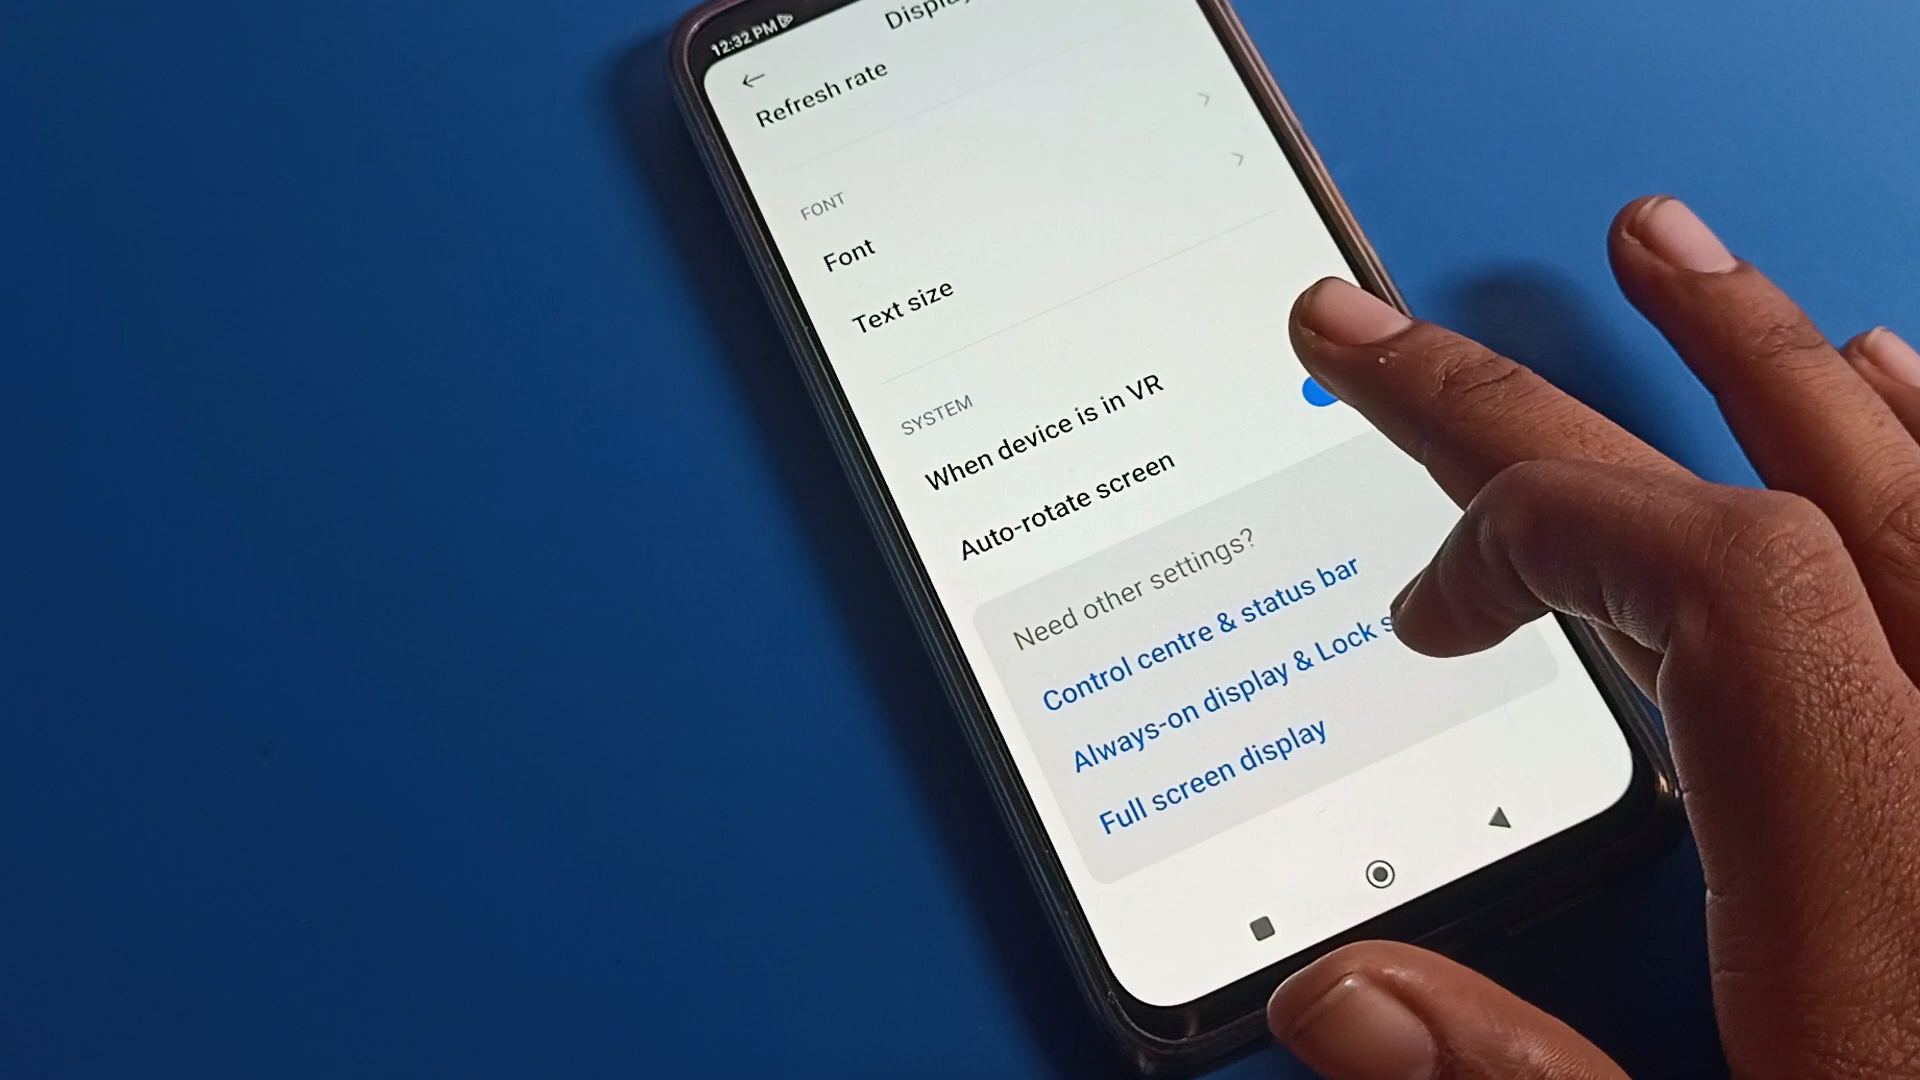 12:32 PM
Display
Refresh rate
FONT
Font
Text size
SYSTEM
When device is in VR
Auto-rotate screen
Need other settings?
Control centre & status bar
Always-on display & Lock s
Full screen display